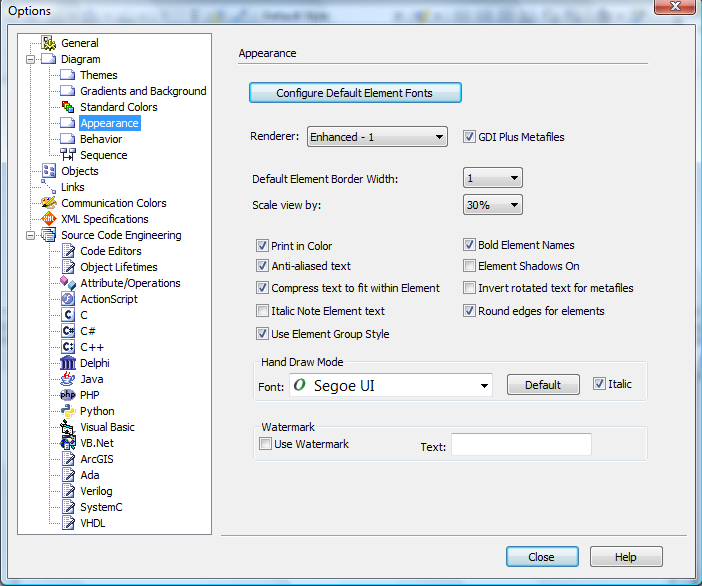 Options
General
Diagram
Themes
Gradients and Background
Standard Colors
Appearance
Behavior
Sequence
Objects
Links
Communication Colors
XML Specifications
Source Code Engineering
Code Editors
Object Lifetimes
Attribute/Operations
ActionScript
C
C#
C++
Delphi
Java
PHP
Python
Visual Basic
VB.Net
ArcGIS
Ada
Verilog
SystemC
VHDL
Appearance
Configure Default Element Fonts
Renderer: Enhanced - 1
GDI Plus Metafiles
Default Element Border Width: 1
Scale view by: 30%
Print in Color
Bold Element Names
Anti-aliased text
Element Shadows On
Compress text to fit within Element
Invert rotated text for metafiles
Italic Note Element text
Round edges for elements
Use Element Group Style
Hand Draw Mode
Font: O Segoe UI
Default
Italic
Watermark
Use Watermark
Text:
Close
Help